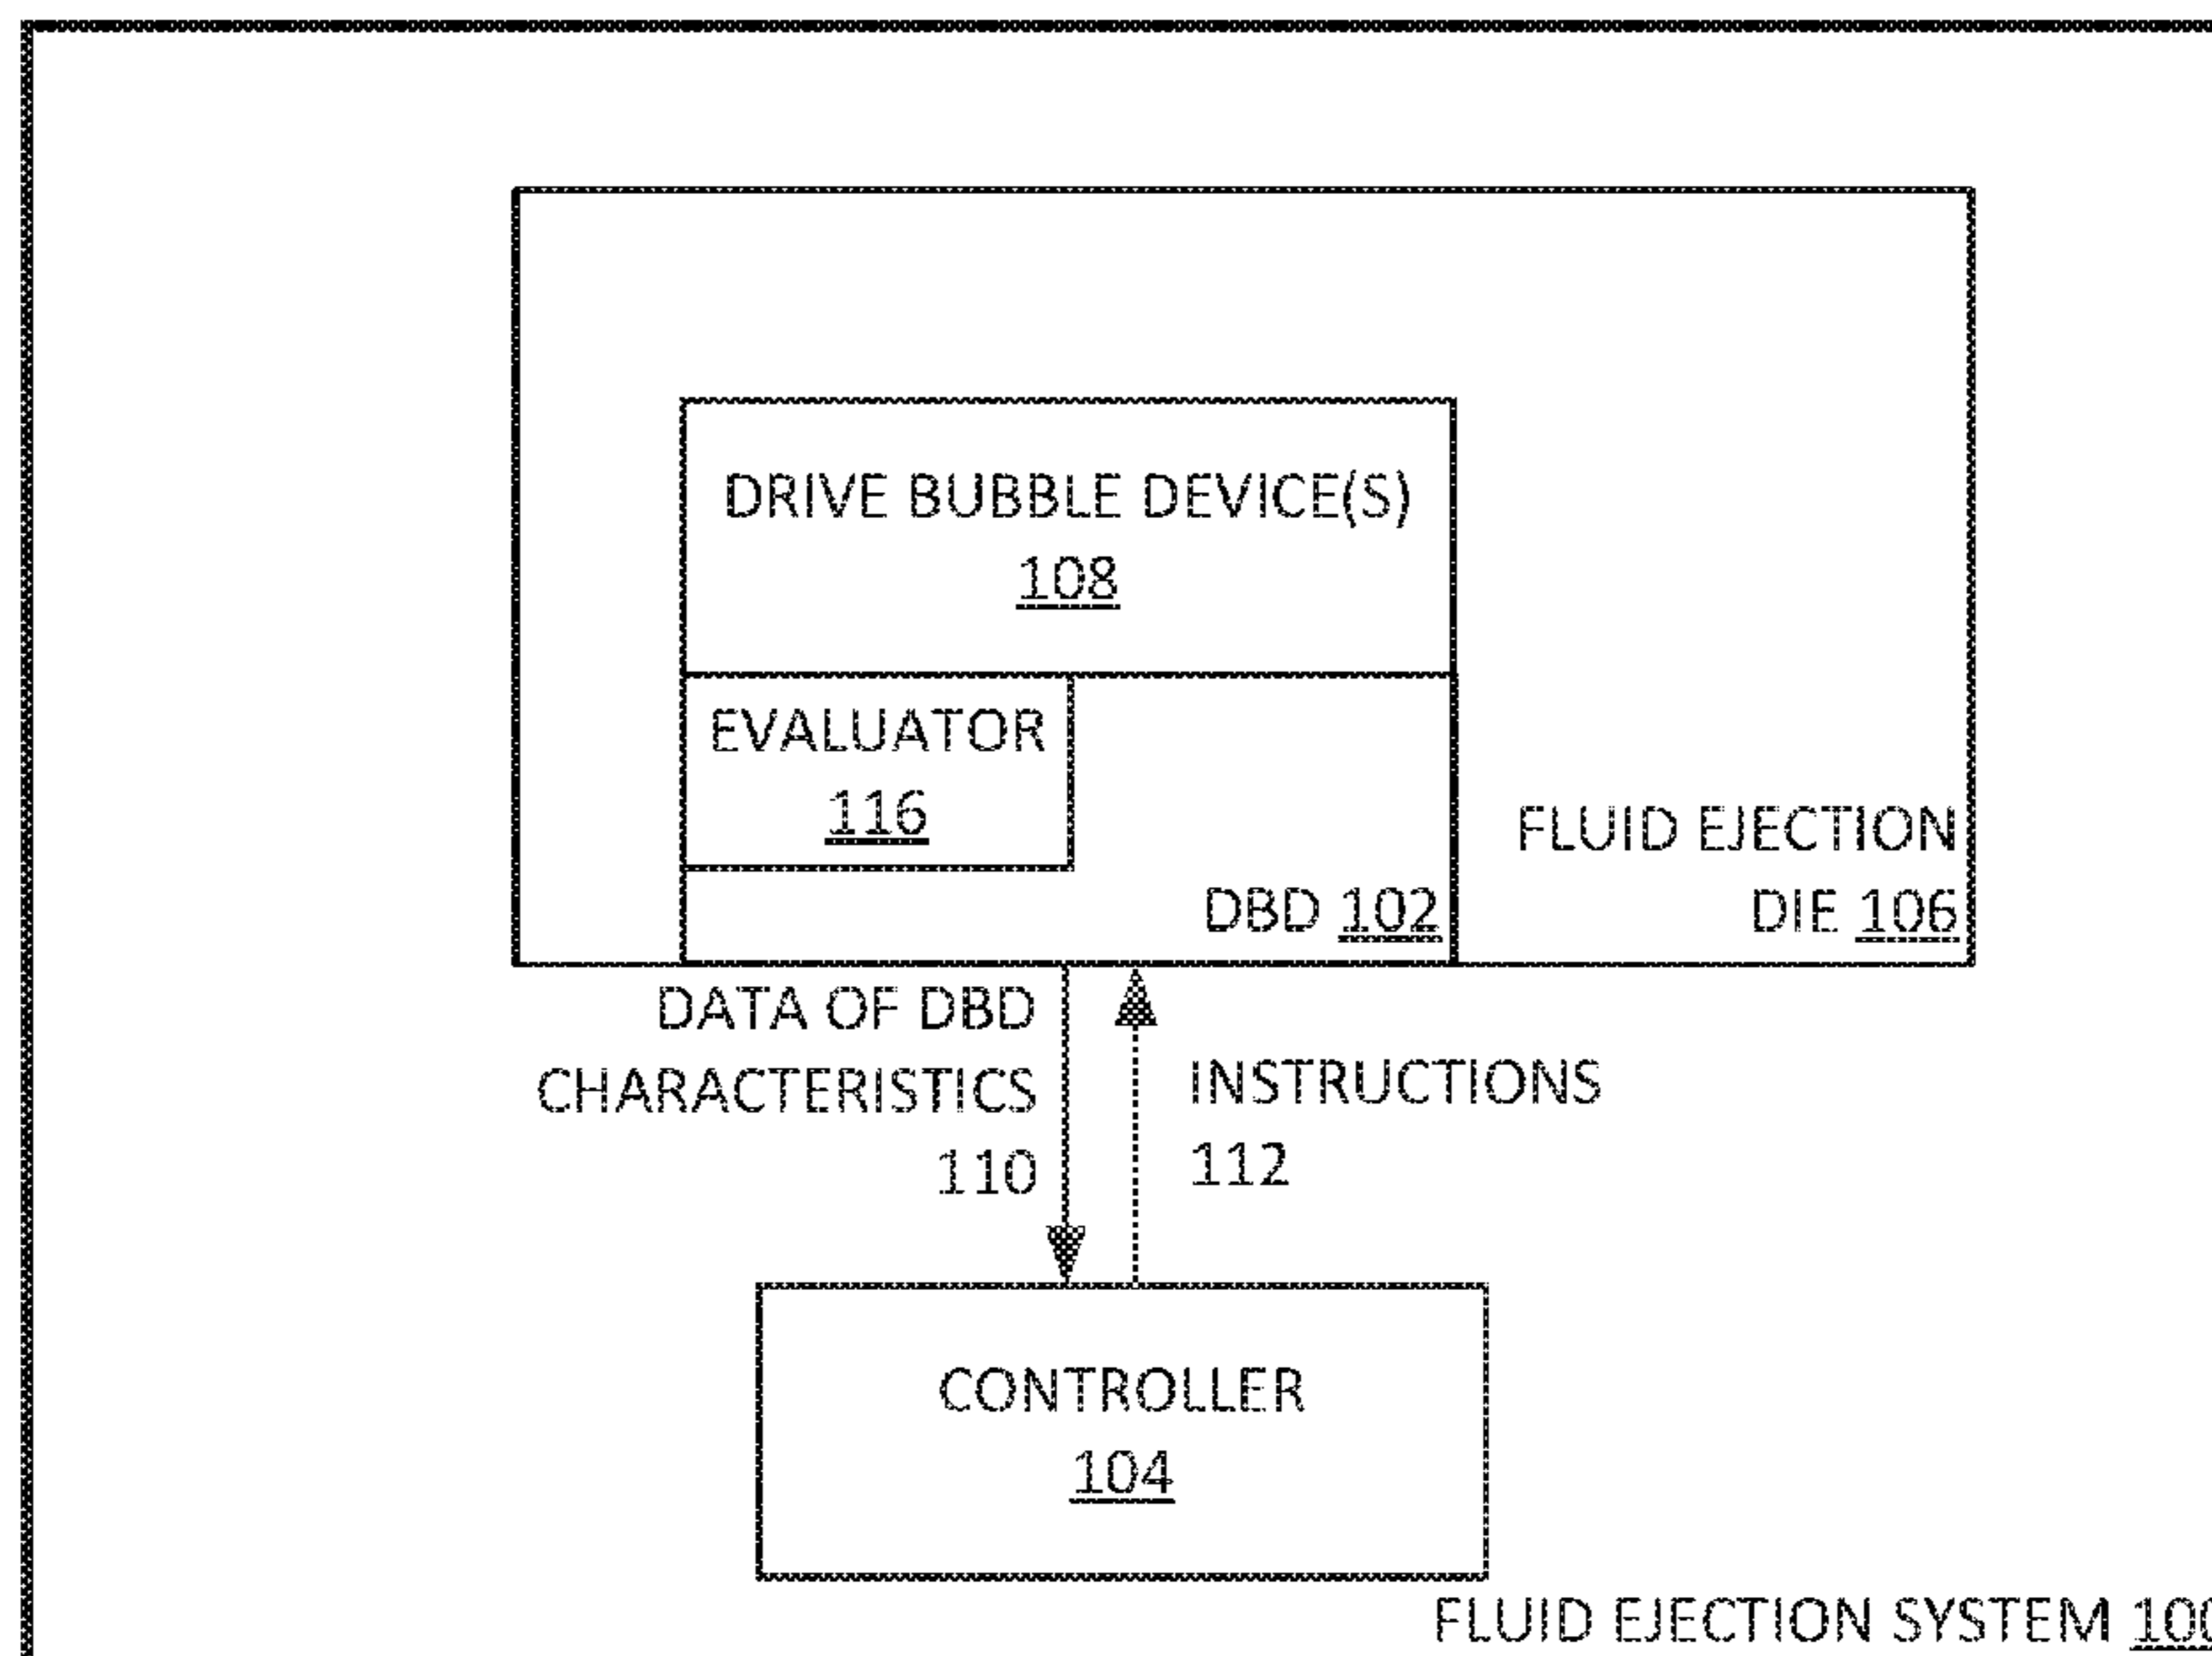 DRIVE BUBBLE DEVICE(S)
108
EVALUATOR
116
DBD 102
FLUID EJECTION
DIE 106
DATA OF DBD
CHARACTERISTICS
110
INSTRUCTIONS
112
CONTROLLER
104
FLUID EJECTION SYSTEM 100